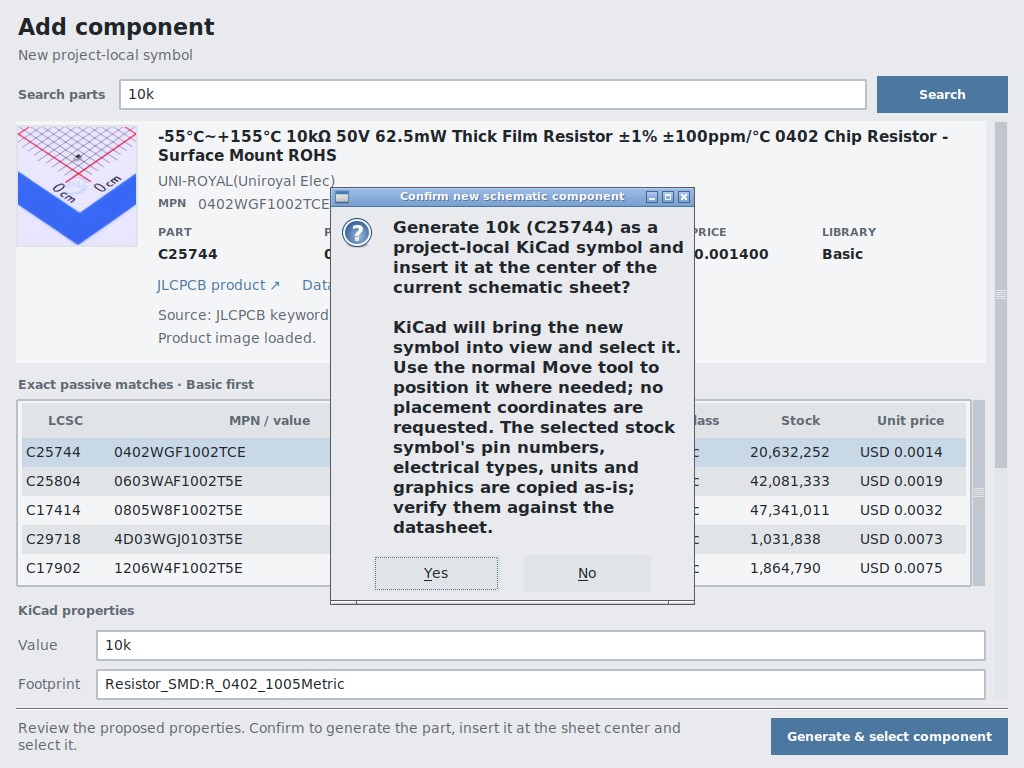 Add component
New project-local symbol
Search parts
10k
Search
0 cm
0 cm
-55℃~+155℃ 10kΩ 50V 62.5mW Thick Film Resistor ±1% ±100ppm/℃ 0402 Chip Resistor -
Surface Mount ROHS
UNI-ROYAL(Uniroyal Elec)
MPN 0402WGF1002TCE
PART
PRICE
LIBRARY
C25744
0.001400
Basic
JLCPCB product ↗
Source: JLCPCB keyword
Product image loaded.
Confirm new schematic component
Generate 10k (C25744) as a
project-local KiCad symbol and
insert it at the center of the
current schematic sheet?
KiCad will bring the new
symbol into view and select it.
Use the normal Move tool to
position it where needed; no
placement coordinates are
requested. The selected stock
symbol's pin numbers,
electrical types, units and
graphics are copied as-is;
verify them against the
datasheet.
Yes
No
Exact passive matches · Basic first
LCSC MPN / value Stock Unit price
C25744 0402WGF1002TCE 20,632,252 USD 0.0014
C25804 0603WAF1002T5E 42,081,333 USD 0.0019
C17414 0805W8F1002T5E 47,341,011 USD 0.0032
C29718 4D03WGJ0103T5E 1,031,838 USD 0.0073
C17902 1206W4F1002T5E 1,864,790 USD 0.0075
KiCad properties
Value
10k
Footprint
Resistor_SMD:R_0402_1005Metric
Review the proposed properties. Confirm to generate the part, insert it at the sheet center and
select it.
Generate & select component